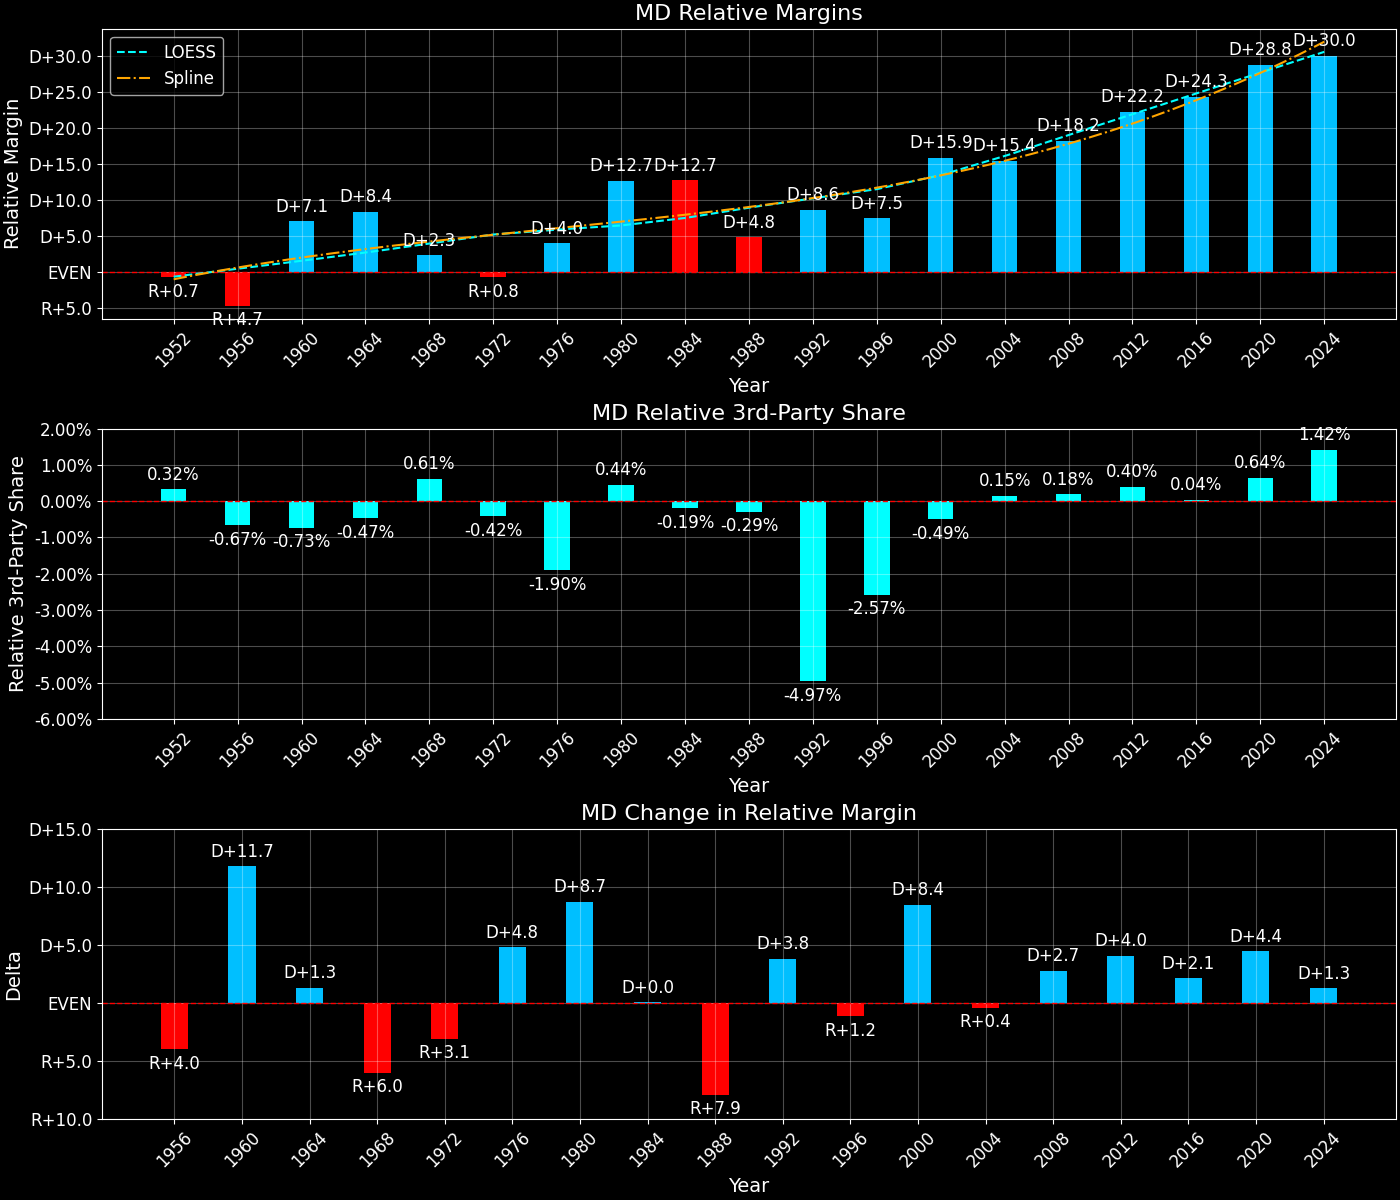 MD Relative Margins
LOESS
Spline
Relative Margin
D+30.0
D+25.0
D+20.0
D+15.0
D+10.0
D+5.0
EVEN
R+5.0
R+0.7
R+4.7
D+7.1
D+8.4
D+2.3
R+0.8
D+4.0
D+12.7
D+12.7
D+4.8
D+8.6
D+7.5
D+15.9
D+15.4
D+18.2
D+22.2
D+24.3
D+28.8
D+30.0
1952 1956 1960 1964 1968 1972 1976 1980 1984 1988 1992 1996 2000 2004 2008 2012 2016 2020 2024
Year
MD Relative 3rd-Party Share
Relative 3rd-Party Share
2.00%
1.00%
0.00%
-1.00%
-2.00%
-3.00%
-4.00%
-5.00%
-6.00%
0.32%
-0.67%
-0.73%
-0.47%
0.61%
-0.42%
-1.90%
0.44%
-0.19%
-0.29%
-4.97%
-2.57%
-0.49%
0.15%
0.18%
0.40%
0.04%
0.64%
1.42%
1952 1956 1960 1964 1968 1972 1976 1980 1984 1988 1992 1996 2000 2004 2008 2012 2016 2020 2024
Year
MD Change in Relative Margin
Delta
D+15.0
D+10.0
D+5.0
EVEN
R+5.0
R+10.0
R+4.0
D+11.7
D+1.3
R+6.0
R+3.1
D+4.8
D+8.7
D+0.0
R+7.9
D+3.8
R+1.2
D+8.4
R+0.4
D+2.7
D+4.0
D+2.1
D+4.4
D+1.3
1956 1960 1964 1968 1972 1976 1980 1984 1988 1992 1996 2000 2004 2008 2012 2016 2020 2024
Year